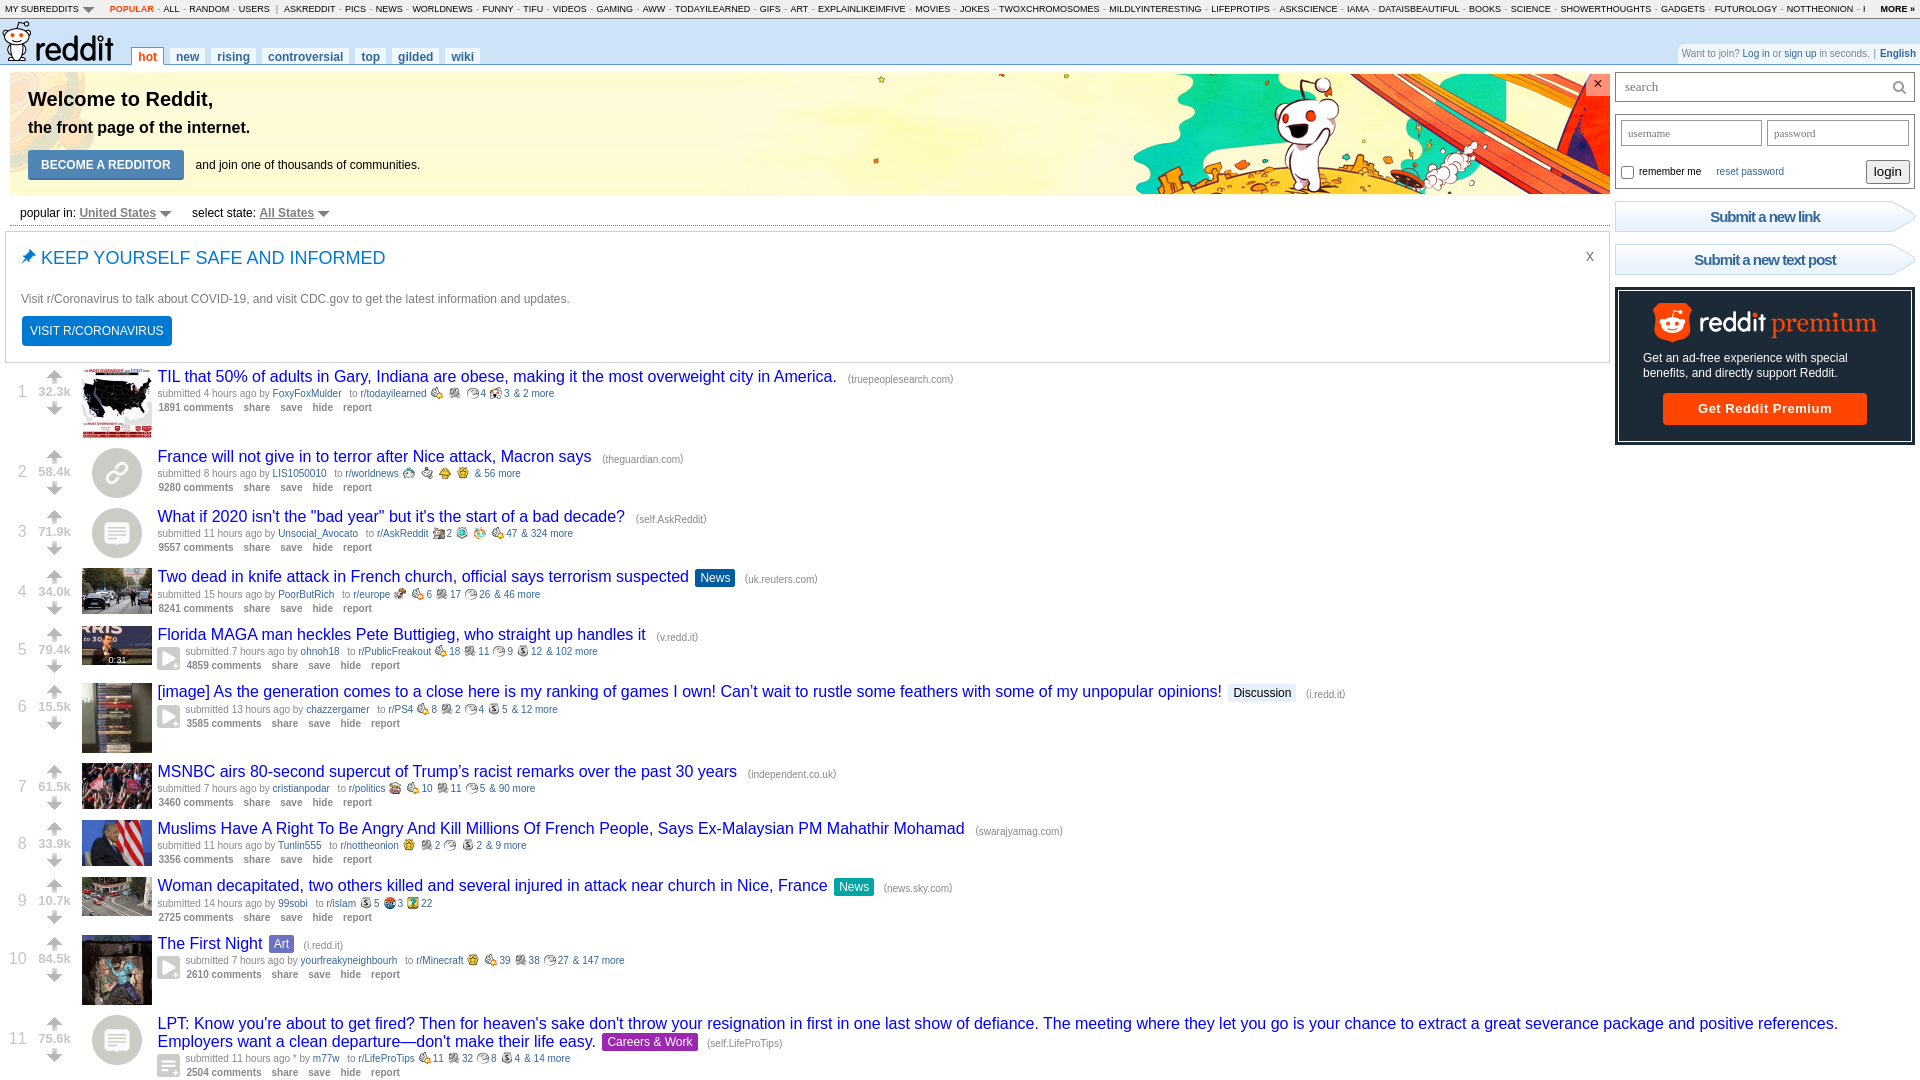 MY SUBREDDITS POPULAR - ALL - RANDOM - USERS | ASKREDDIT - PICS - NEWS - WORLDNEWS - FUNNY - TIFU - VIDEOS - GAMING - AWW - TODAYILEARNED - GIFS - ART - EXPLAINLIKEIMFIVE - MOVIES - JOKES - TWOXCHROMOSOMES - MILDLYINTERESTING - LIFEPROTIPS - ASKSCIENCE - IAMA - DATAISBEAUTIFUL - BOOKS - SCIENCE - SHOWERTHOUGHTS - GADGETS - FUTUROLOGY - NOTTHEONION - MORE »
reddit hot new rising controversial top gilded wiki
Want to join? Log in or sign up in seconds. | English
Welcome to Reddit,
the front page of the internet.
BECOME A REDDITOR and join one of thousands of communities.
×
search
username password
remember me reset password login
Submit a new link
Submit a new text post
reddit premium
Get an ad-free experience with special
benefits, and directly support Reddit.
Get Reddit Premium
popular in: United States select state: All States
KEEP YOURSELF SAFE AND INFORMED
x
Visit r/Coronavirus to talk about COVID-19, and visit CDC.gov to get the latest information and updates.
VISIT R/CORONAVIRUS
1 32.3k
TIL that 50% of adults in Gary, Indiana are obese, making it the most overweight city in America. (truepeoplesearch.com)
submitted 4 hours ago by FoxyFoxMulder to r/todayilearned 4 3 & 2 more
1891 comments share save hide report
2 58.4k
France will not give in to terror after Nice attack, Macron says (theguardian.com)
submitted 8 hours ago by LIS1050010 to r/worldnews & 56 more
9280 comments share save hide report
3 71.9k
What if 2020 isn't the "bad year" but it's the start of a bad decade? (self.AskReddit)
submitted 11 hours ago by Unsocial_Avocato to r/AskReddit 2 47 & 324 more
9557 comments share save hide report
4 34.0k
Two dead in knife attack in French church, official says terrorism suspected News (uk.reuters.com)
submitted 15 hours ago by PoorButRich to r/europe 6 17 26 & 46 more
8241 comments share save hide report
5 79.4k
0:31
Florida MAGA man heckles Pete Buttigieg, who straight up handles it (v.redd.it)
submitted 7 hours ago by ohnoh18 to r/PublicFreakout 18 11 9 12 & 102 more
4859 comments share save hide report
6 15.5k
[image] As the generation comes to a close here is my ranking of games I own! Can’t wait to rustle some feathers with some of my unpopular opinions! Discussion (i.redd.it)
submitted 13 hours ago by chazzergamer to r/PS4 8 2 4 5 & 12 more
3585 comments share save hide report
7 61.5k
MSNBC airs 80-second supercut of Trump’s racist remarks over the past 30 years (independent.co.uk)
submitted 7 hours ago by cristianpodar to r/politics 10 11 5 & 90 more
3460 comments share save hide report
8 33.9k
Muslims Have A Right To Be Angry And Kill Millions Of French People, Says Ex-Malaysian PM Mahathir Mohamad (swarajyamag.com)
submitted 11 hours ago by Tunlin555 to r/nottheonion 2 2 & 9 more
3356 comments share save hide report
9 10.7k
Woman decapitated, two others killed and several injured in attack near church in Nice, France News (news.sky.com)
submitted 14 hours ago by 99sobi to r/islam 5 3 22
2725 comments share save hide report
10 84.5k
The First Night Art (i.redd.it)
submitted 7 hours ago by yourfreakyneighbourh to r/Minecraft 39 38 27 & 147 more
2610 comments share save hide report
11 75.6k
LPT: Know you're about to get fired? Then for heaven's sake don't throw your resignation in first in one last show of defiance. The meeting where they let you go is your chance to extract a great severance package and positive references.
Employers want a clean departure—don't make their life easy. Careers & Work (self.LifeProTips)
submitted 11 hours ago * by m77w to r/LifeProTips 11 32 8 4 & 14 more
2504 comments share save hide report